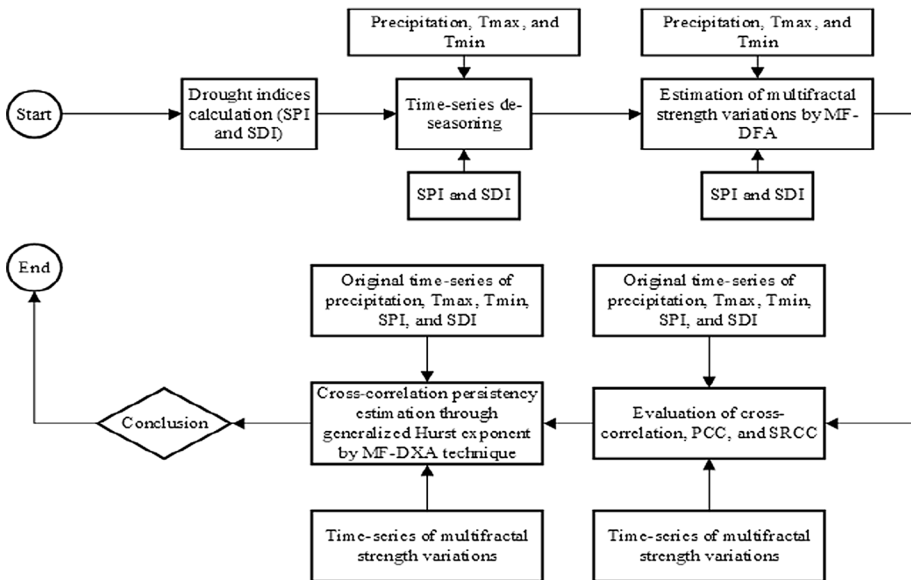 Precipitation, Tmax, and
Tmin
Precipitation, Tmax, and
Tmin
Start
Drought indices
calculation (SPI
and SDI)
Time-series de-
seasoning
Estimation of multifractal
strength variations by MF-
DFA
SPI and SDI
SPI and SDI
End
Original time-series of
precipitation, Tmax, Tmin,
SPI, and SDI
Original time-series of
precipitation, Tmax, Tmin,
SPI, and SDI
Conclusion
Cross-correlation persistency
estimation through
generalized Hurst exponent
by MF-DXA technique
Evaluation of cross-
correlation, PCC, and SRCC
Time-series of multifractal
strength variations
Time-series of multifractal
strength variations